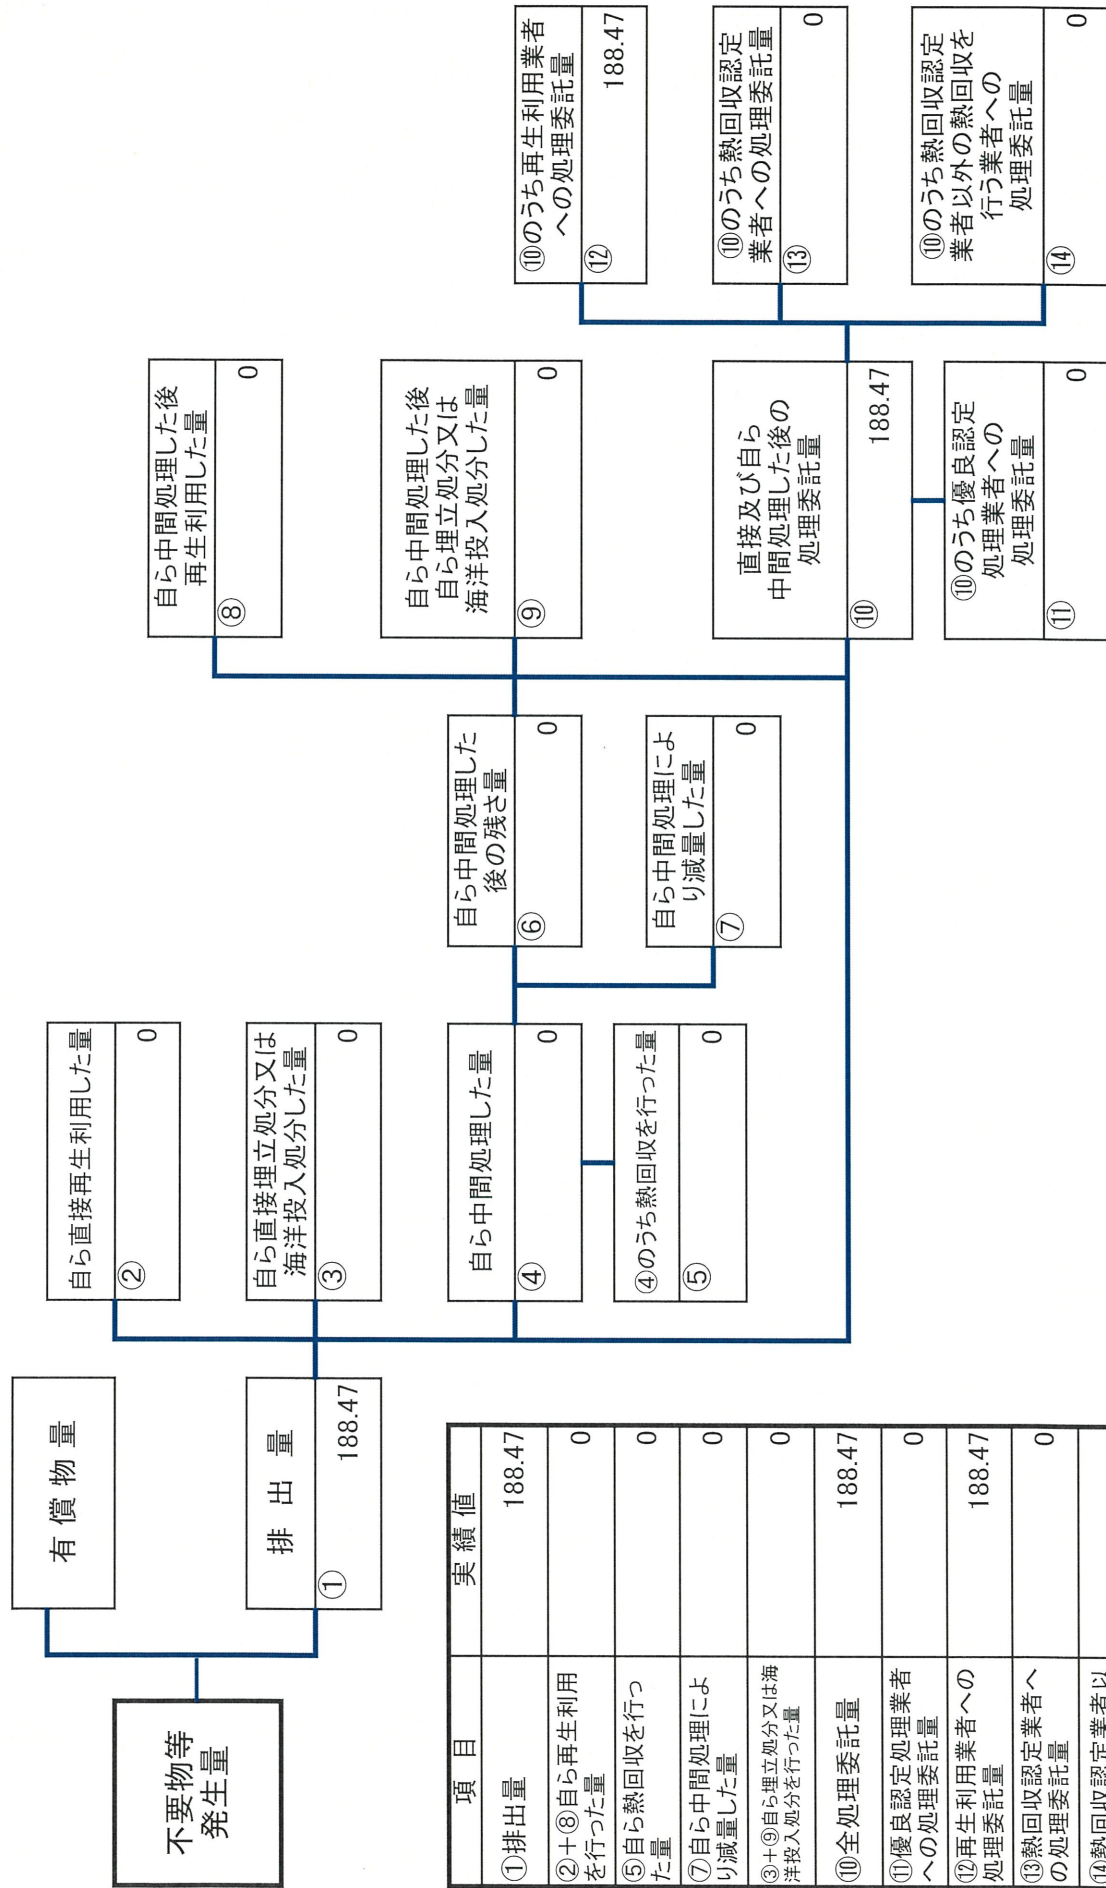 不要物等
発生量
有償物量
排出量
①
188.47
自ら直接再生利用した量
②
0
自ら直接埋立処分又は
海洋投入処分した量
③
0
自ら中間処理した量
④
0
④のうち熱回収を行った量
⑤
0
自ら中間処理した
後の残さ量
⑥
0
自ら中間処理によ
り減量した量
⑦
0
自ら中間処理した後
再生利用した量
⑧
0
自ら中間処理した後
自ら埋立処分又は
海洋投入処分した量
⑨
0
直接及び自ら
中間処理した後の
処理委託量
⑩
188.47
⑩のうち優良認定
処理業者への
処理委託量
⑪
0
⑩のうち再生利用業者
への処理委託量
⑫
188.47
⑩のうち熱回収認定
業者への処理委託量
⑬
0
⑩のうち熱回収認定
業者以外の熱回収を
行う業者への
処理委託量
⑭
0
項目 実績値
①排出量 188.47
②+⑧自ら再生利用
を行った量 0
⑤自ら熱回収を行っ
た量 0
⑦自ら中間処理によ
り減量した量 0
③+⑨自ら埋立処分又は海
洋投入処分を行った量 0
⑩全処理委託量 188.47
⑪優良認定処理業者
への処理委託量 0
⑫再生利用業者への
処理委託量 188.47
⑬熱回収認定業者へ
の処理委託量 0
⑭熱回収認定業者以